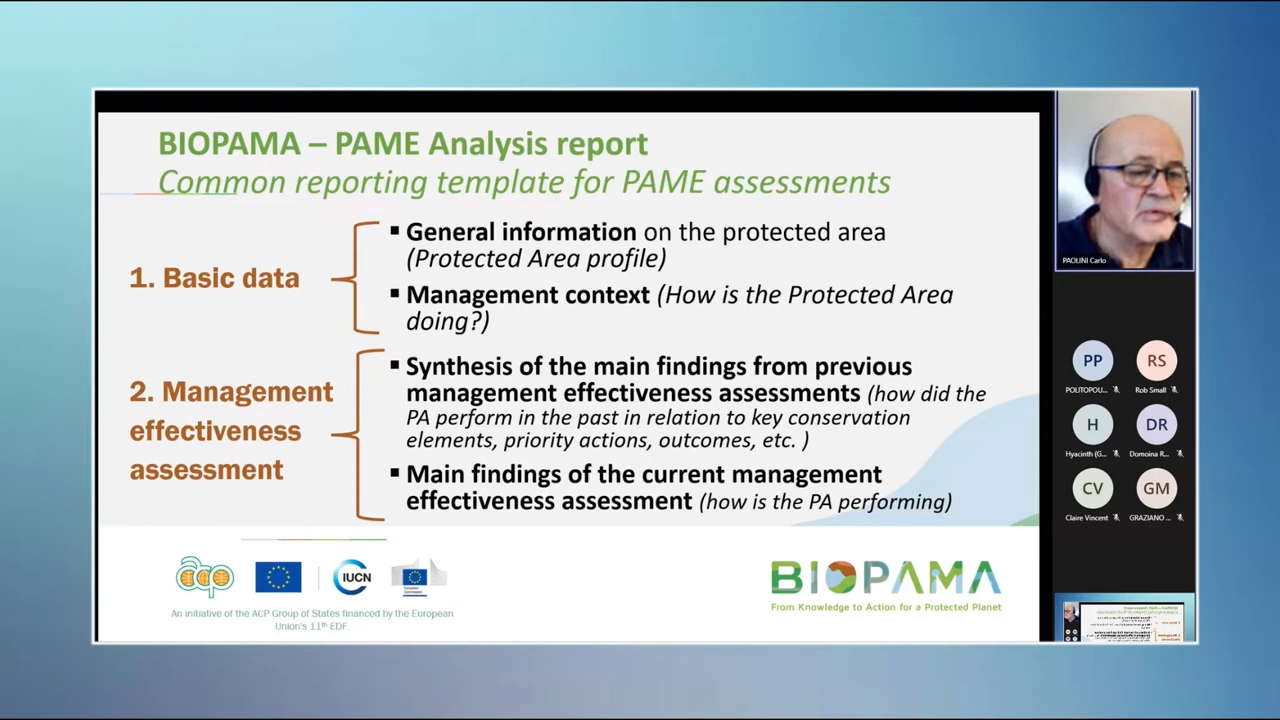 BIOPAMA – PAME Analysis report
Common reporting template for PAME assessments
1. Basic data
▪ General information on the protected area
(Protected Area profile)
▪ Management context (How is the Protected Area
doing?)
2. Management
effectiveness
assessment
▪ Synthesis of the main findings from previous
management effectiveness assessments (how did the
PA perform in the past in relation to key conservation
elements, priority actions, outcomes, etc. )
▪ Main findings of the current management
effectiveness assessment (how is the PA performing)
acp
IUCN
European
Commission
An initiative of the ACP Group of States financed by the European
Union's 11th EDF
BIOPAMA
From Knowledge to Action for a Protected Planet
PAOLINI Carlo
PP
RS
POLITOPOU...
Rob Small
H
DR
Hyacinth (G...
Domoina R...
CV
GM
Claire Vincent
GRAZIANO ...